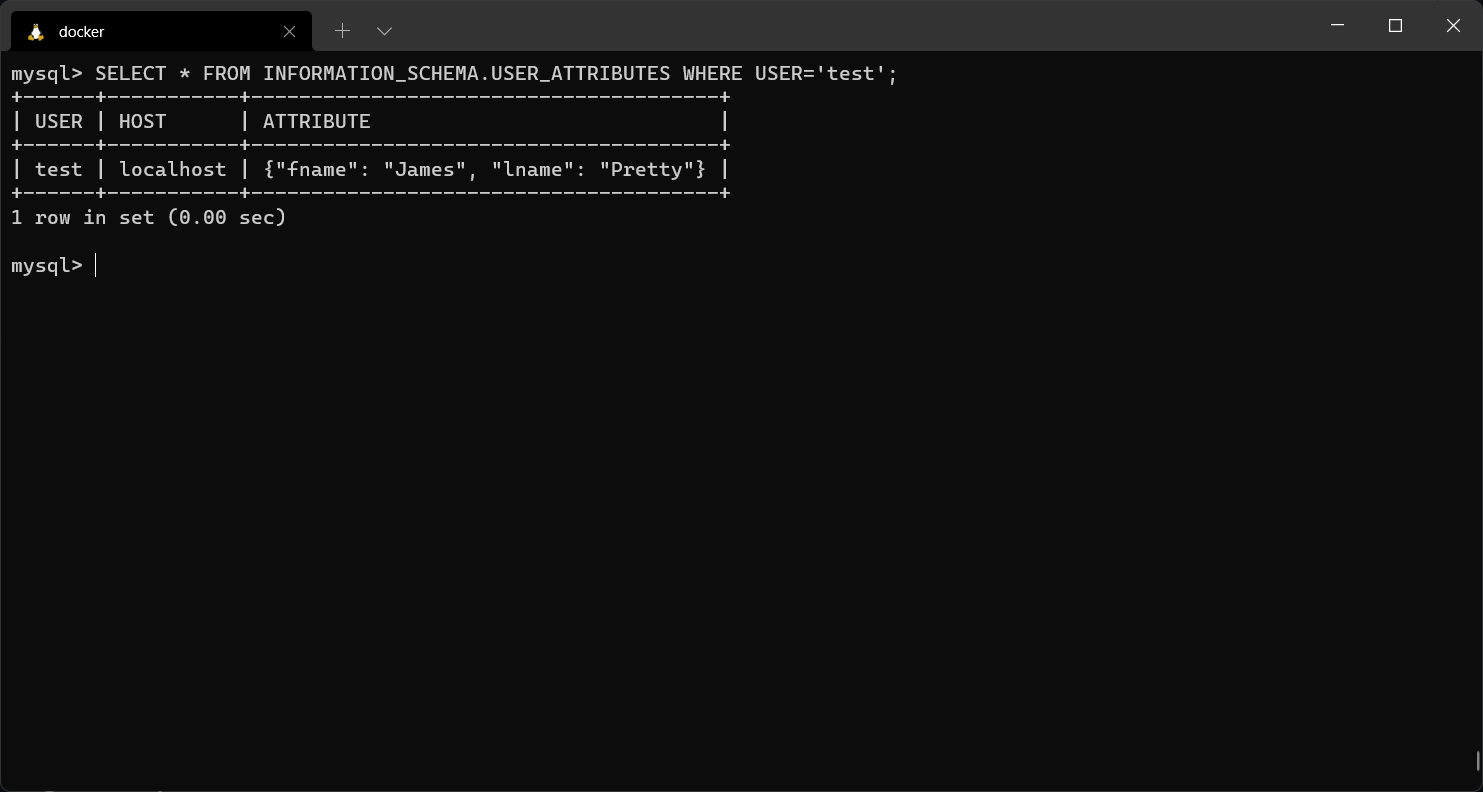 docker
mysql> SELECT * FROM INFORMATION_SCHEMA.USER_ATTRIBUTES WHERE USER='test';
+------+-----------+---------------------------------------+
| USER | HOST      | ATTRIBUTE                             |
+------+-----------+---------------------------------------+
| test | localhost | {"fname": "James", "lname": "Pretty"} |
+------+-----------+---------------------------------------+
1 row in set (0.00 sec)
mysql>